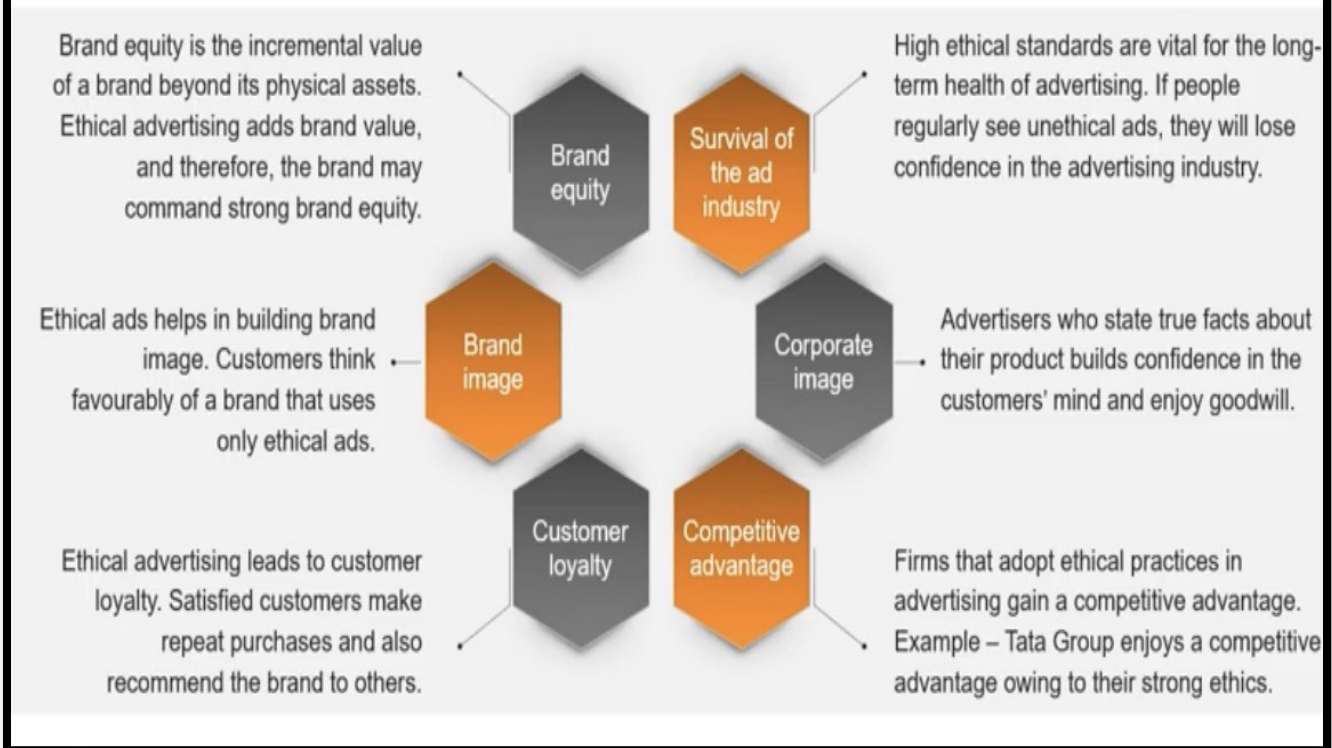 Brand equity is the incremental value
of a brand beyond its physical assets.
Ethical advertising adds brand value,
and therefore, the brand may
command strong brand equity.
Brand
equity
Survival of
the ad
industry
High ethical standards are vital for the long-
term health of advertising. If people
regularly see unethical ads, they will lose
confidence in the advertising industry.
Ethical ads helps in building brand
image. Customers think
favourably of a brand that uses
only ethical ads.
Brand
image
Corporate
image
Advertisers who state true facts about
their product builds confidence in the
customers' mind and enjoy goodwill.
Ethical advertising leads to customer
loyalty. Satisfied customers make
repeat purchases and also
recommend the brand to others.
Customer
loyalty
Competitive
advantage
Firms that adopt ethical practices in
advertising gain a competitive advantage.
Example – Tata Group enjoys a competitive
advantage owing to their strong ethics.